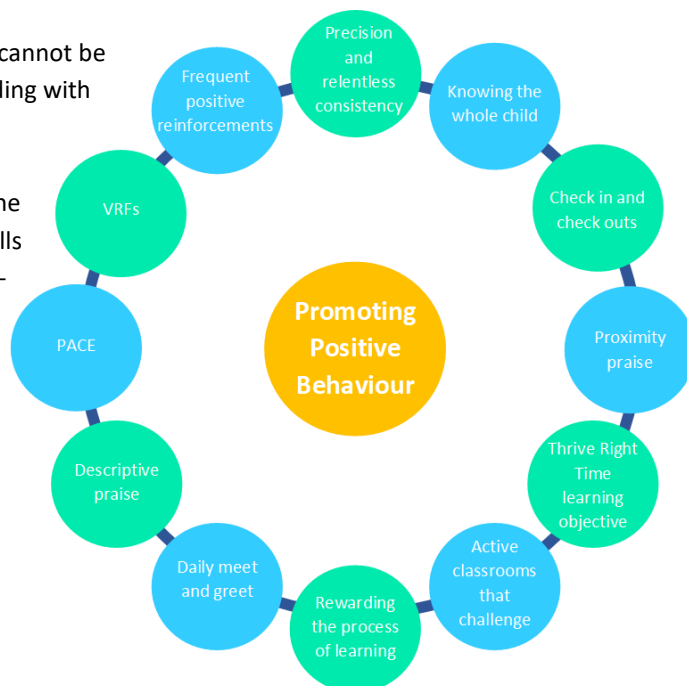 cannot be
ling with
ne
lls
-
Precision
and
relentless
consistency
Knowing the
whole child
Check in and
check outs
Proximity
praise
Thrive Right
Time
learning
objective
Active
classrooms
that
challenge
Rewarding
the process
of learning
Daily meet
and greet
Descriptive
praise
PACE
VRFs
Frequent
positive
reinforcements
Promoting
Positive
Behaviour